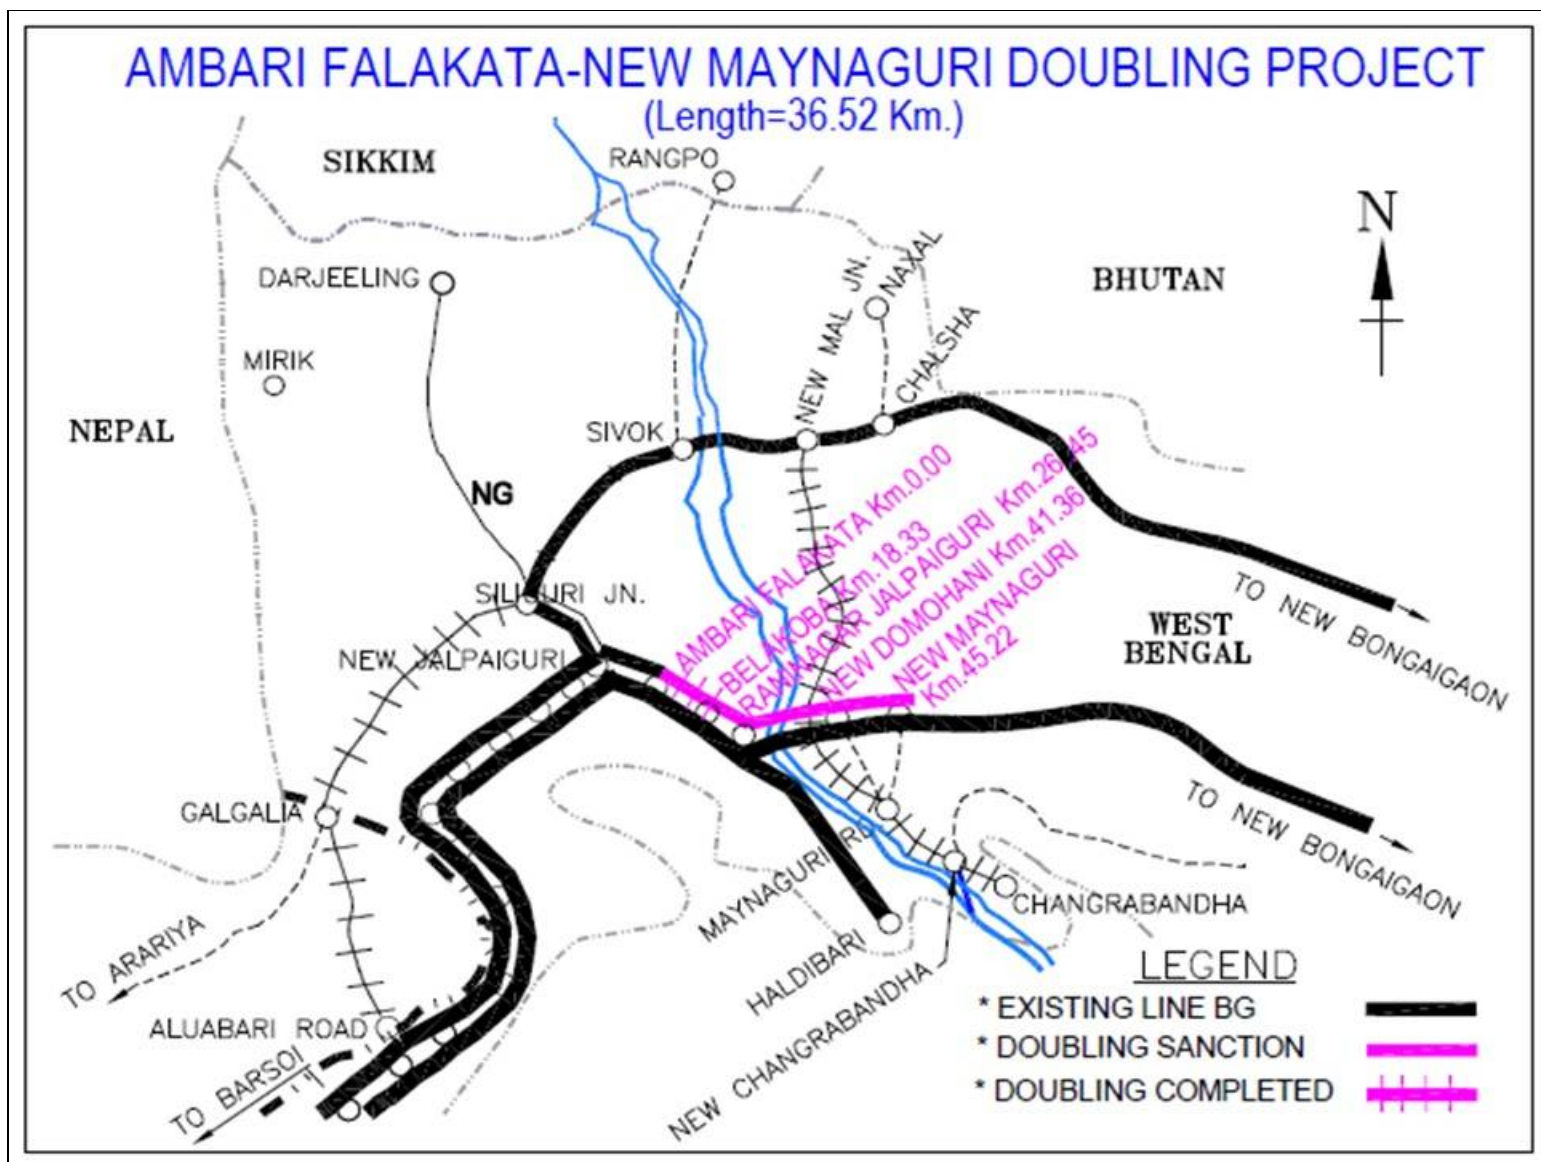 AMBARI FALAKATA-NEW MAYNAGURI DOUBLING PROJECT
(Length=36.52 Km.)
SIKKIM
RANGPO
N
DARJEELING
NEW MAL JN.
NAXAL
BHUTAN
MIRIK
CHALSHA
NEPAL
SIVOK
NG
AMBARI FALAKATA Km.0.00
BELAKOBA Km.18.33
RANINAGAR JALPAIGURI Km.26.45
NEW DOMOHANI Km.41.36
NEW MAYNAGURI
Km.45.22
SILIGURI JN.
NEW JALPAIGURI
TO NEW BONGAIGAON
WEST
BENGAL
GALGALIA
TO NEW BONGAIGAON
MAYNAGURI RD.
CHANGRABANDHA
TO ARARIYA
HALDIBARI
NEW CHANGRABANDHA
ALUABARI ROAD
TO BARSOI
LEGEND
* EXISTING LINE BG
* DOUBLING SANCTION
* DOUBLING COMPLETED